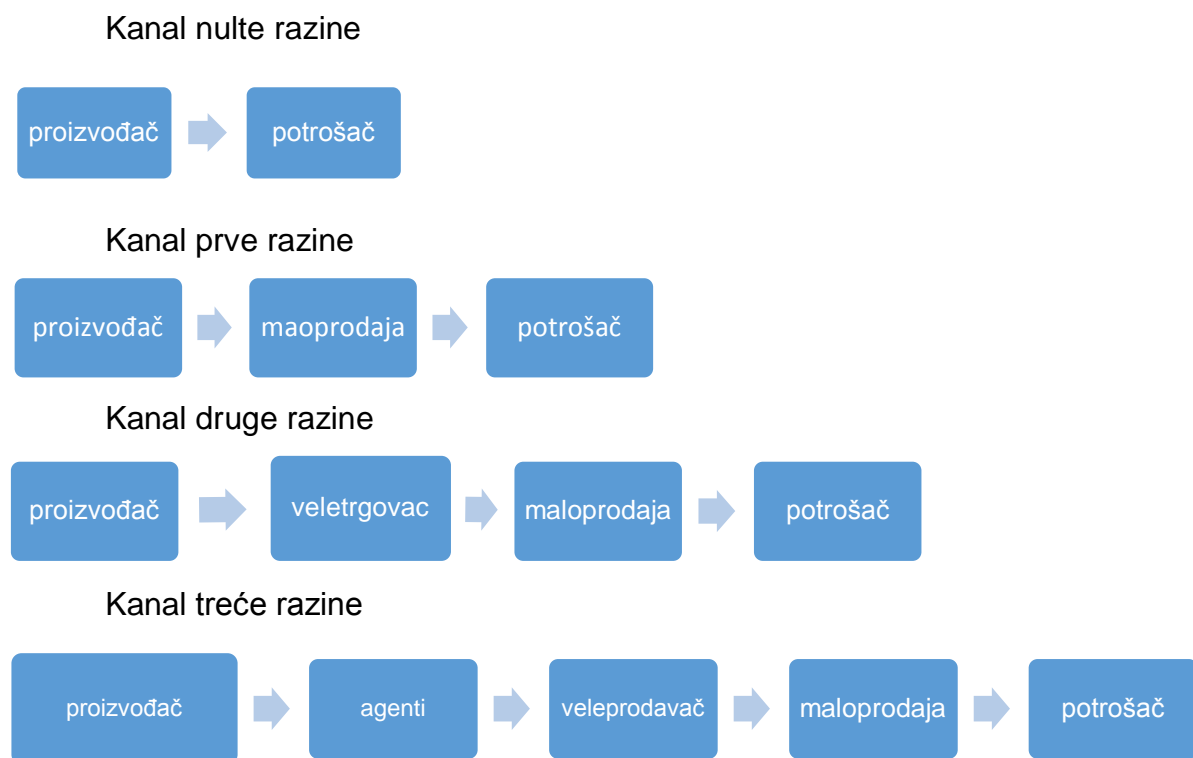 Kanal nulte razine
proizvođač potrošač
Kanal prve razine
proizvođač maoprodaja potrošač
Kanal druge razine
proizvođač veletrgovac maloprodaja potrošač
Kanal treće razine
proizvođač agenti veleprodavač maloprodaja potrošač